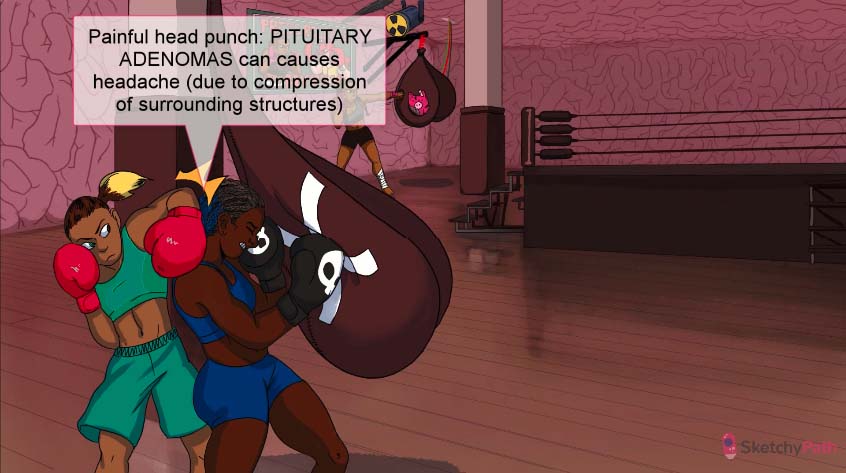 Painful head punch: PITUITARY
ADENOMAS can causes
headache (due to compression
of surrounding structures)
SketchyPath